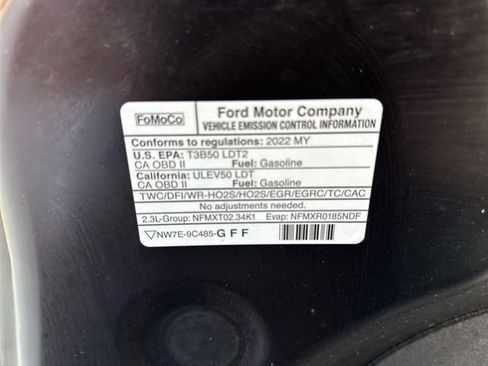 FoMoCo
Ford Motor Company
VEHICLE EMISSION CONTROL INFORMATION
Conforms to regulations: 2022 MY
U.S. EPA: T3B50 LDT2
CA OBD II Fuel: Gasoline
California: ULEV50 LDT
CA OBD II Fuel: Gasoline
TWC/DFI/WR-HO2S/HO2S/EGR/EGRC/TC/CAC
No adjustments needed.
2.3L-Group: NFMXT02.34K1 Evap: NFMXR0185NDF
NW7E-9C485-GFF